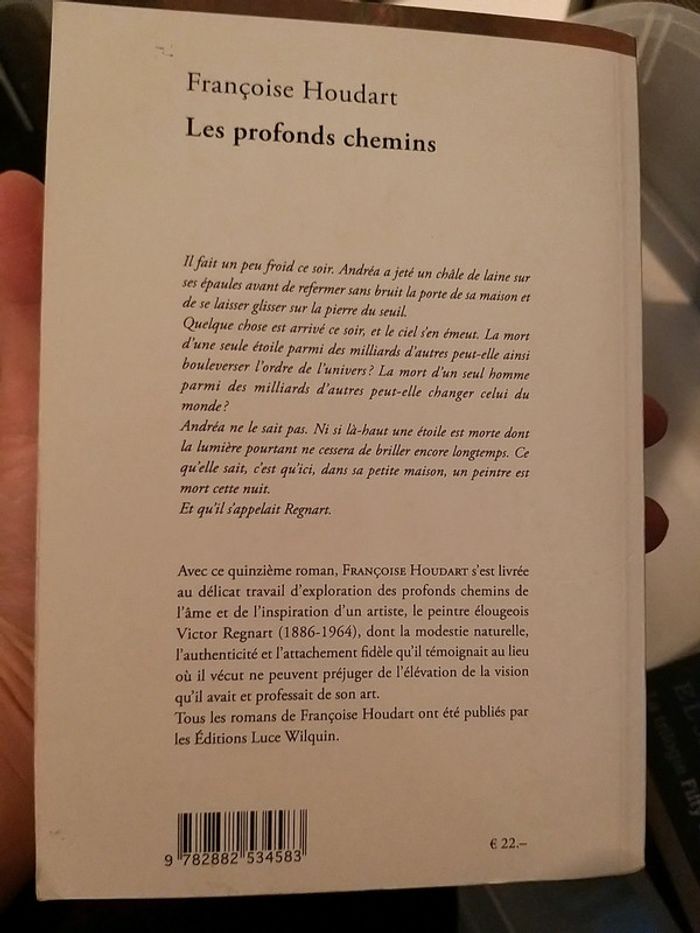 Françoise Houdart
Les profonds chemins
Il fait un peu froid ce soir. Andréa a jeté un châle de laine sur
ses épaules avant de refermer sans bruit la porte de sa maison et
de se laisser glisser sur la pierre du seuil.
Quelque chose est arrivé ce soir, et le ciel s'en émeut. La mort
d'une seule étoile parmi des milliards d'autres peut-elle ainsi
bouleverser l'ordre de l'univers ? La mort d'un seul homme
parmi des milliards d'autres peut-elle changer celui du
monde ?
Andréa ne le sait pas. Ni si là-haut une étoile est morte dont
la lumière pourtant ne cessera de briller encore longtemps. Ce
qu'elle sait, c'est qu'ici, dans sa petite maison, un peintre est
mort cette nuit.
Et qu'il s'appelait Regnart.
Avec ce quinzième roman, FRANÇOISE HOUDART s'est livrée
au délicat travail d'exploration des profonds chemins de
l'âme et de l'inspiration d'un artiste, le peintre élougeois
Victor Regnart (1886-1964), dont la modestie naturelle,
l'authenticité et l'attachement fidèle qu'il témoignait au lieu
où il vécut ne peuvent préjuger de l'élévation de la vision
qu'il avait et professait de son art.
Tous les romans de Françoise Houdart ont été publiés par
les Éditions Luce Wilquin.
9 782882 534583
€ 22.–
Fifty